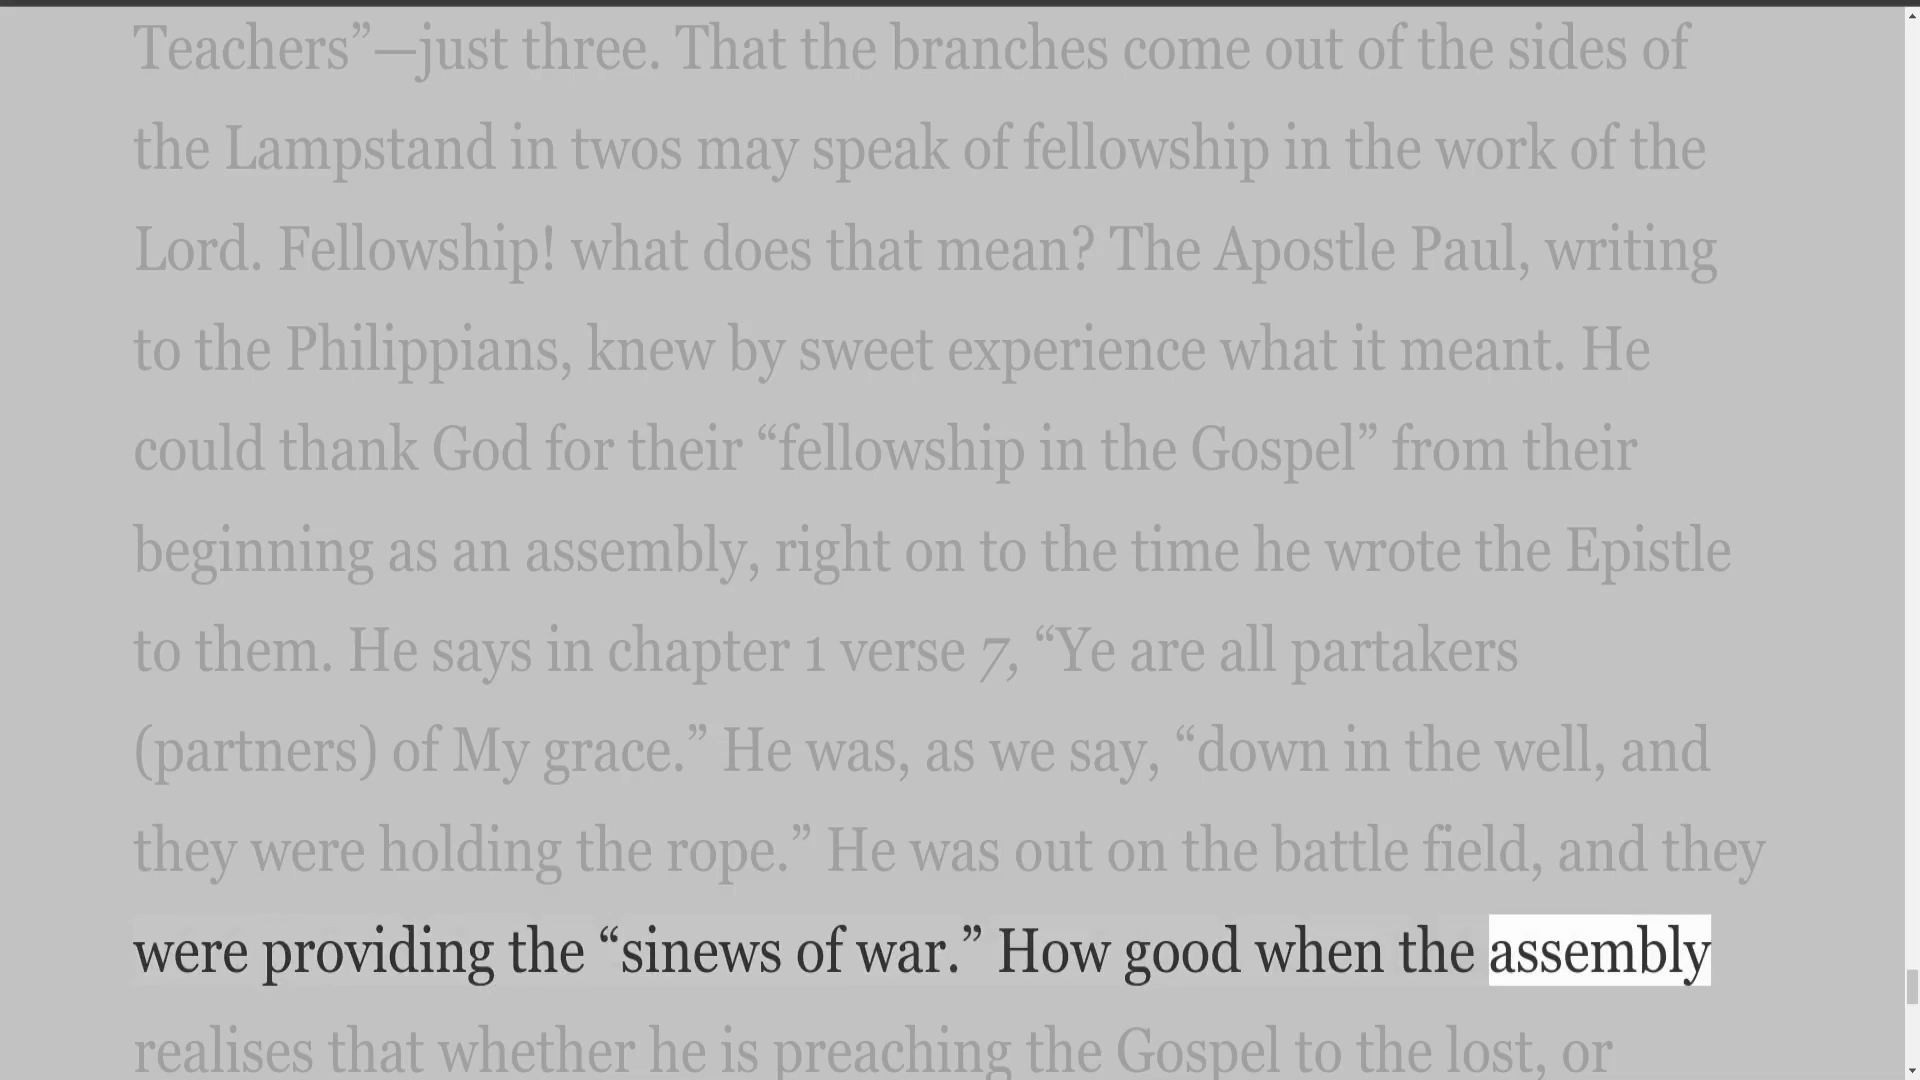 Teachers”—just three. That the branches come out of the sides of
the Lampstand in twos may speak of fellowship in the work of the
Lord. Fellowship! what does that mean? The Apostle Paul, writing
to the Philippians, knew by sweet experience what it meant. He
could thank God for their “fellowship in the Gospel” from their
beginning as an assembly, right on to the time he wrote the Epistle
to them. He says in chapter 1 verse 7, “Ye are all partakers
(partners) of My grace.” He was, as we say, “down in the well, and
they were holding the rope.” He was out on the battle field, and they
were providing the “sinews of war.” How good when the assembly
realises that whether he is preaching the Gospel to the lost, or